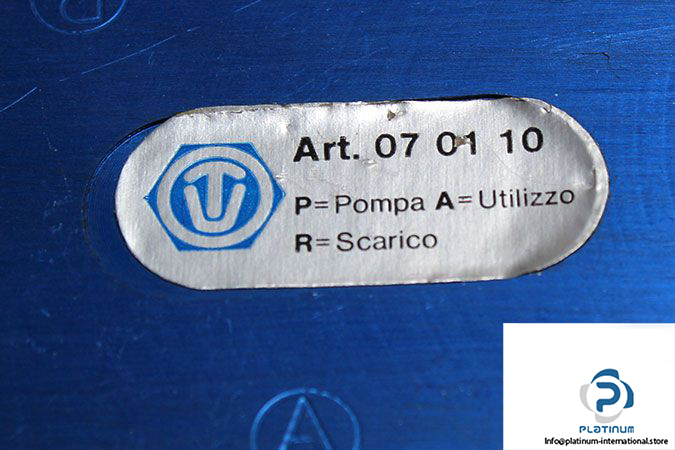 R
Art. 07 01 10
P=Pompa A=Utilizzo
R=Scarico
A
PLATINUM
Info@platinum-international.store